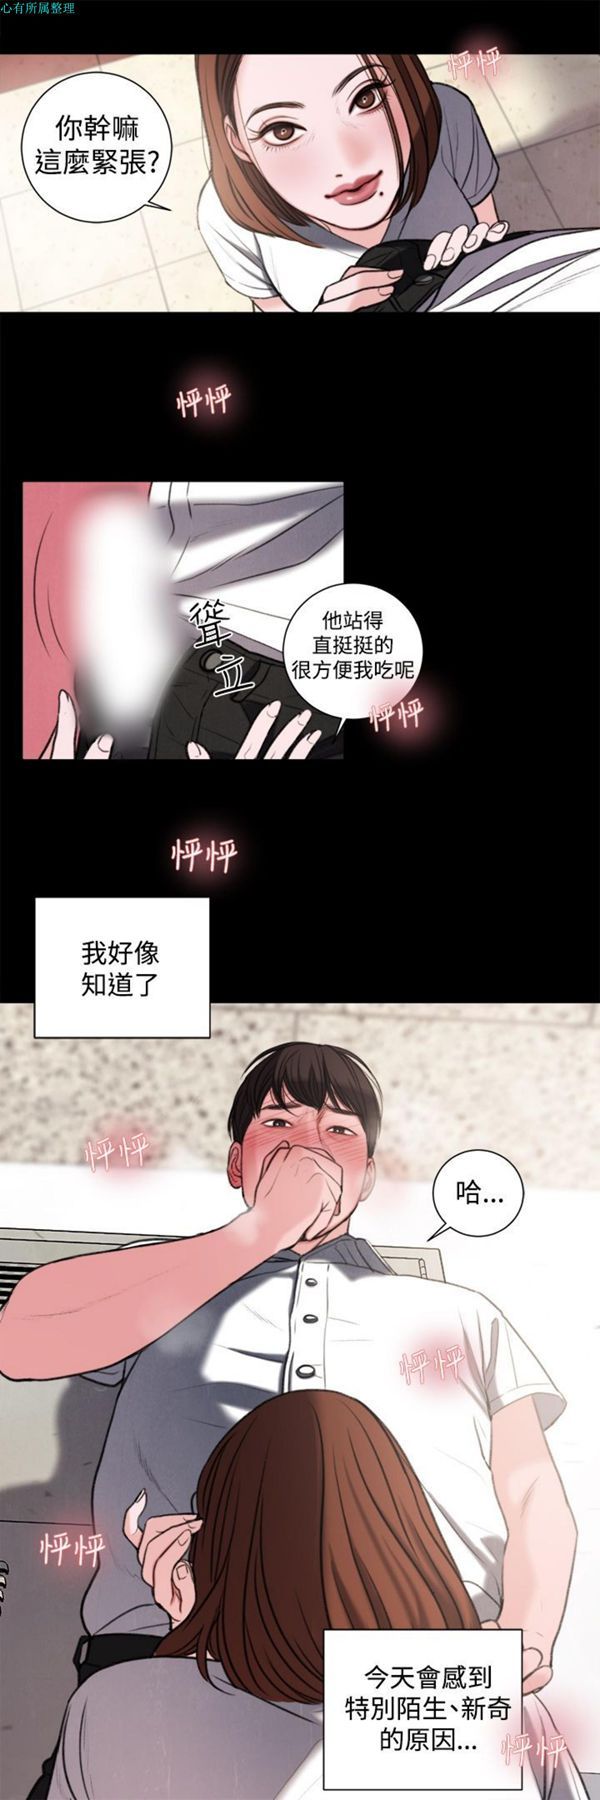 心有所属整理
怦怦
你幹嘛
這麼緊張?
怦怦
聳立
他站得
直挺挺的
很方便我吃呢
怦怦
怦怦
我好像
知道了
怦怦
哈...
怦怦
怦怦
今天會感到
特別陌生、新奇
的原因...
怦怦